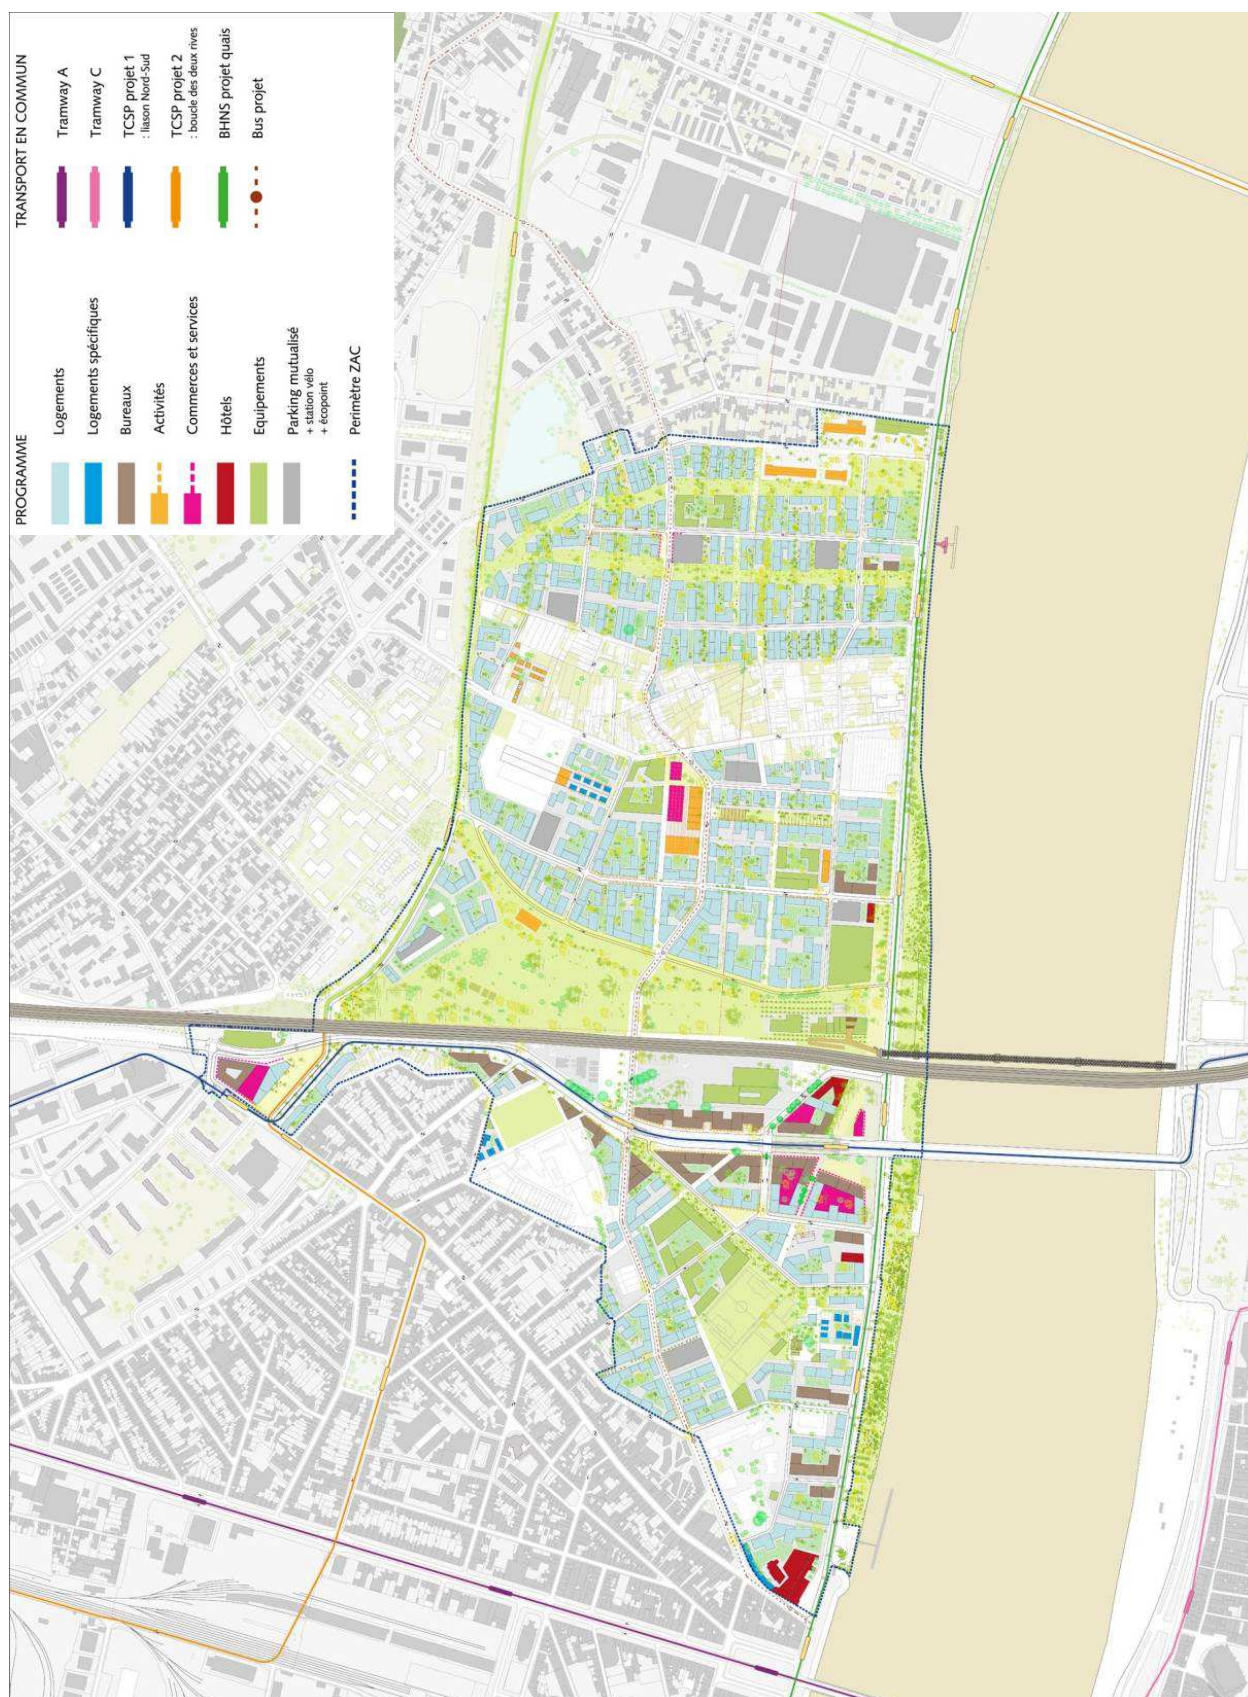 PROGRAMME
Logements
Logements spécifiques
Bureaux
Activités
Commerces et services
Hôtels
Equipements
Parking mutualisé
+ station vélo
+ écopoint
Perimètre ZAC
TRANSPORT EN COMMUN
Tramway A
Tramway C
TCSP projet 1
: liason Nord-Sud
TCSP projet 2
: boucle des deux rives
BHNS projet quais
Bus projet